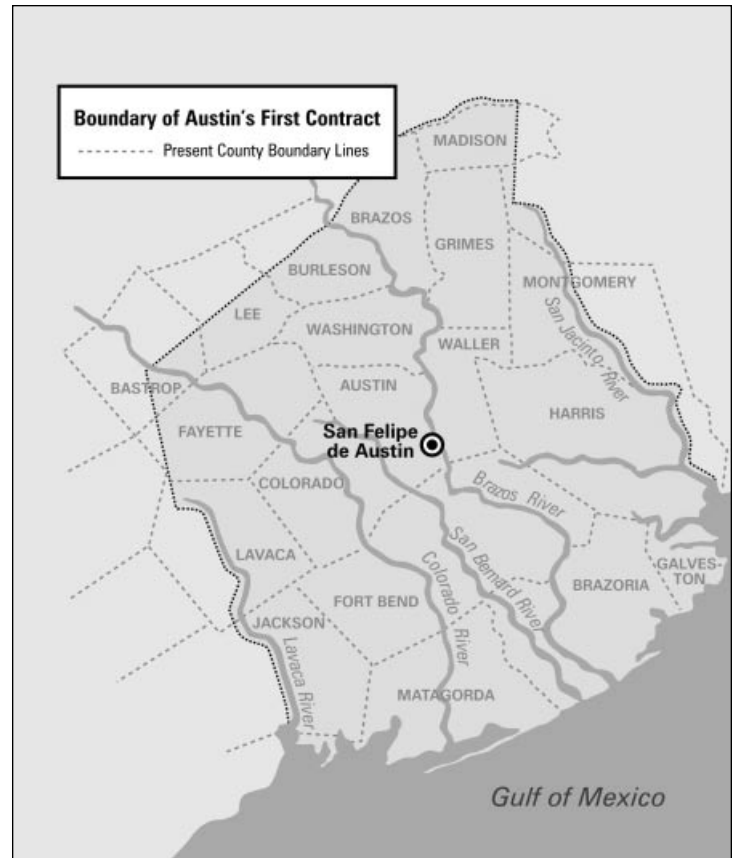 Boundary of Austin's First Contract
Present County Boundary Lines
MADISON
BRAZOS
GRIMES
BURLESON
MONTGOMERY
LEE
San Jacinto River
WASHINGTON
WALLER
BASTROP
AUSTIN
HARRIS
FAYETTE
San Felipe
de Austin
COLORADO
Brazos River
San Bernard River
LAVACA
Colorado River
GALVES-
TON
BRAZORIA
FORT BEND
JACKSON
Lavaca River
MATAGORDA
Gulf of Mexico